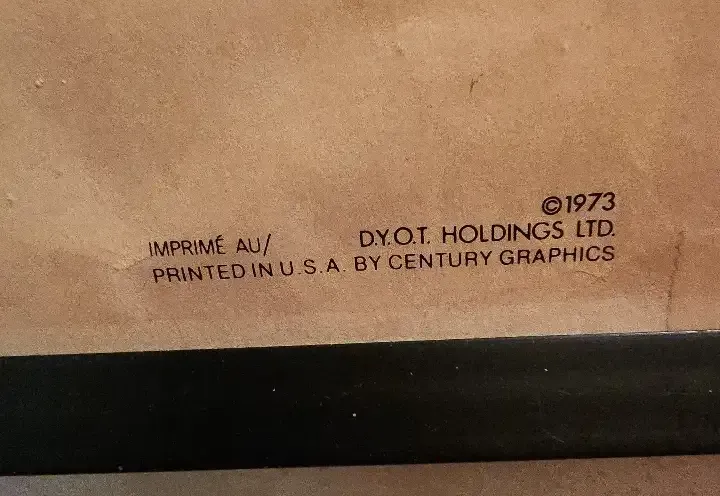 ©1973
IMPRIMÉ AU/ D.Y.O.T. HOLDINGS LTD.
PRINTED IN U.S.A. BY CENTURY GRAPHICS